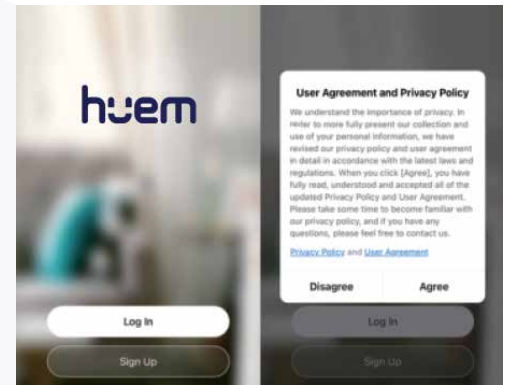 huem
Log In
Sign Up
User Agreement and Privacy Policy
We understand the importance of privacy. In
order to more fully present our collection and
use of your personal information, we have
revised our privacy policy and user agreement
in detail in accordance with the latest laws and
regulations. When you click [Agree], you have
fully read, understood and accepted all of the
updated Privacy Policy and User Agreement.
Please take some time to become familiar with
our privacy policy, and if you have any
questions, please feel free to contact us.
Privacy Policy and User Agreement
Disagree Agree
Log In
Sign Up